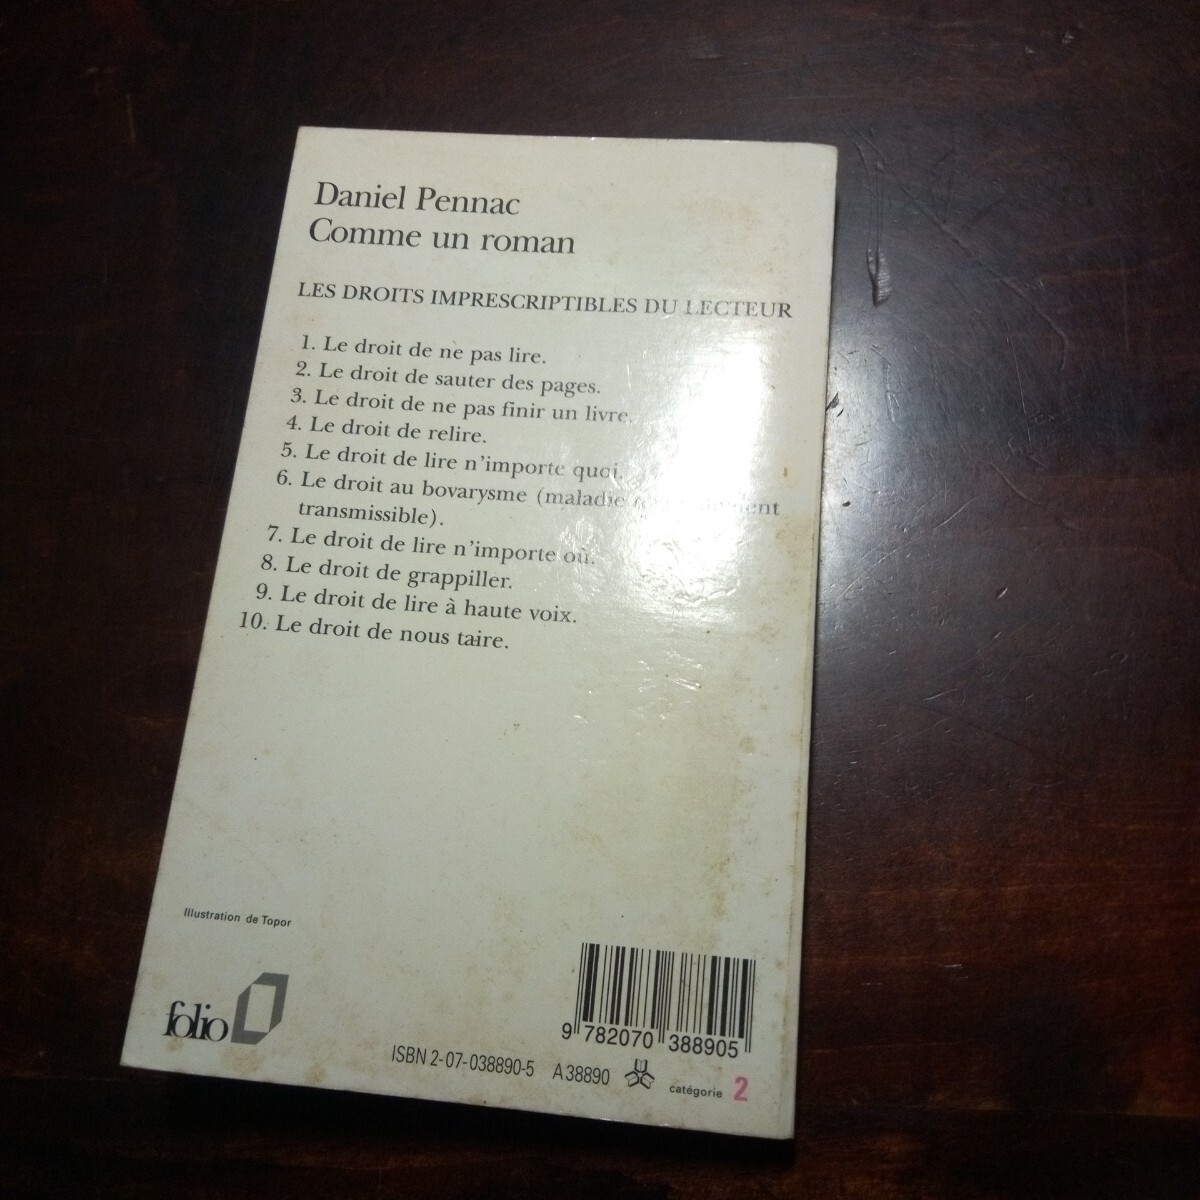 Daniel Pennac
Comme un roman
LES DROITS IMPRESCRIPTIBLES DU LECTEUR
1. Le droit de ne pas lire.
2. Le droit de sauter des pages.
3. Le droit de ne pas finir un livre.
4. Le droit de relire.
5. Le droit de lire n'importe quoi.
6. Le droit au bovarysme (maladie textuellement
transmissible).
7. Le droit de lire n'importe où.
8. Le droit de grappiller.
9. Le droit de lire à haute voix.
10. Le droit de nous taire.
Illustration de Topor
folio
9 782070 388905
ISBN 2-07-038890-5 A 38890 catégorie 2